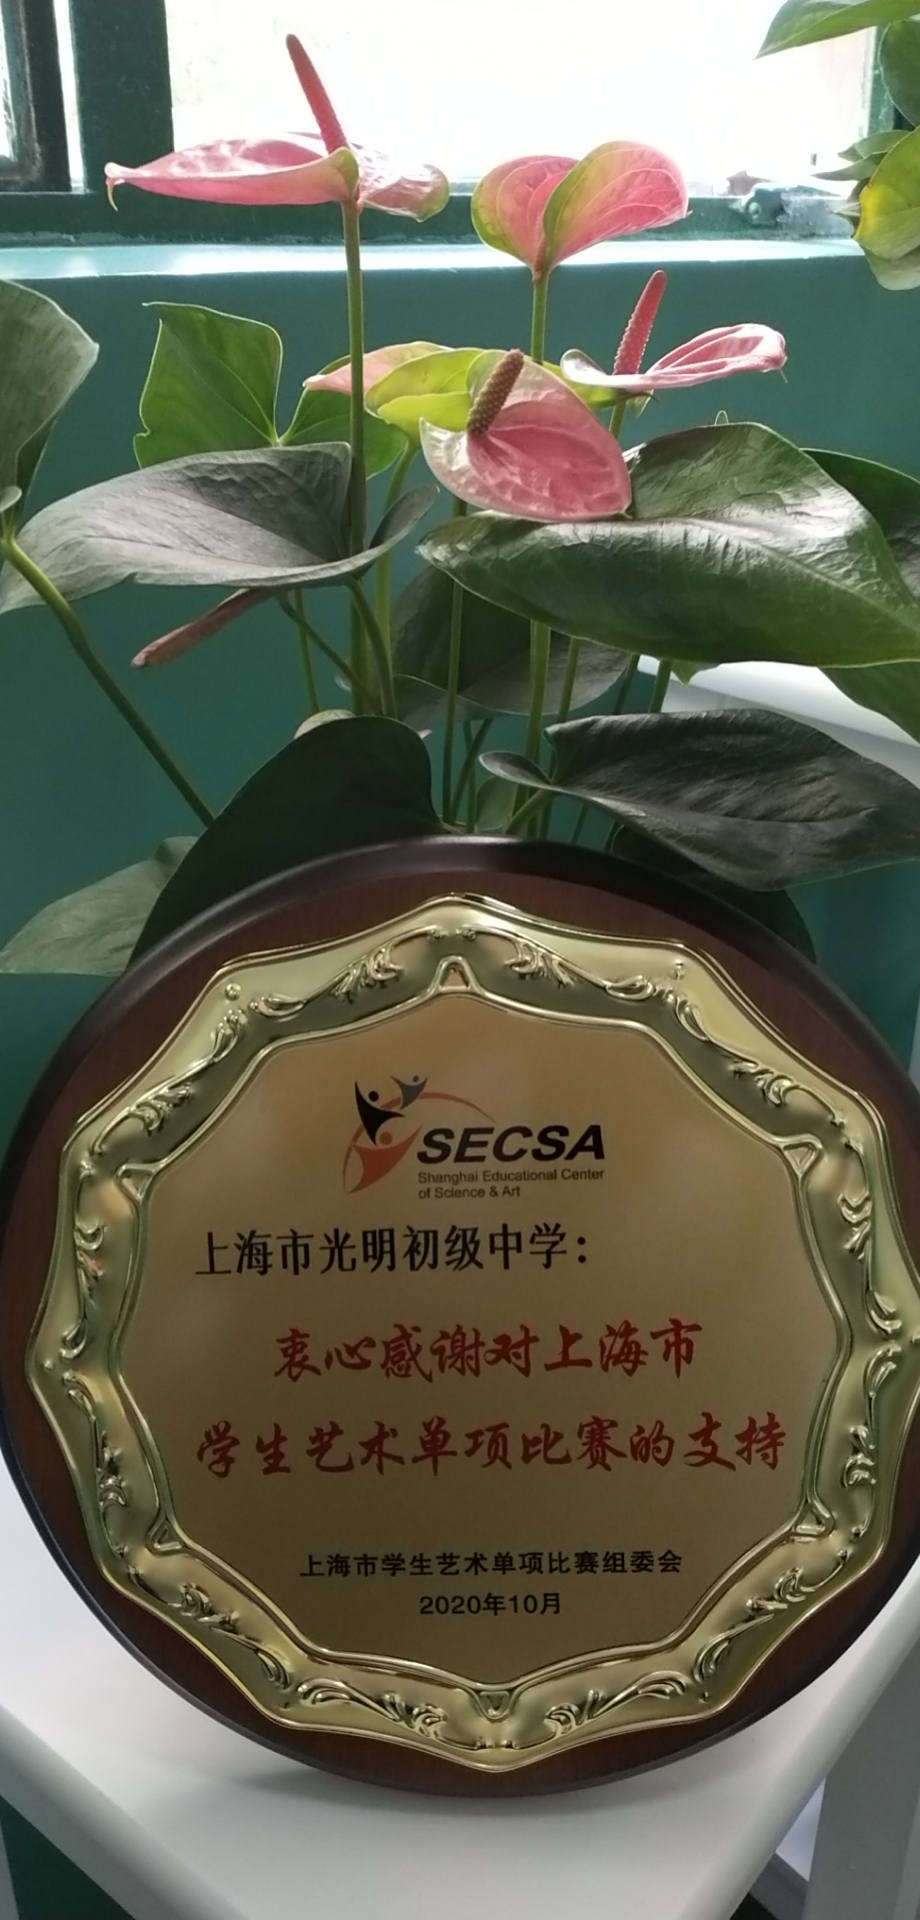 SECSA
Shanghai Educational Center
of Science & Art
上海市光明初级中学：
衷心感谢对上海市
学生艺术单项比赛的支持
上海市学生艺术单项比赛组委会
2020年10月